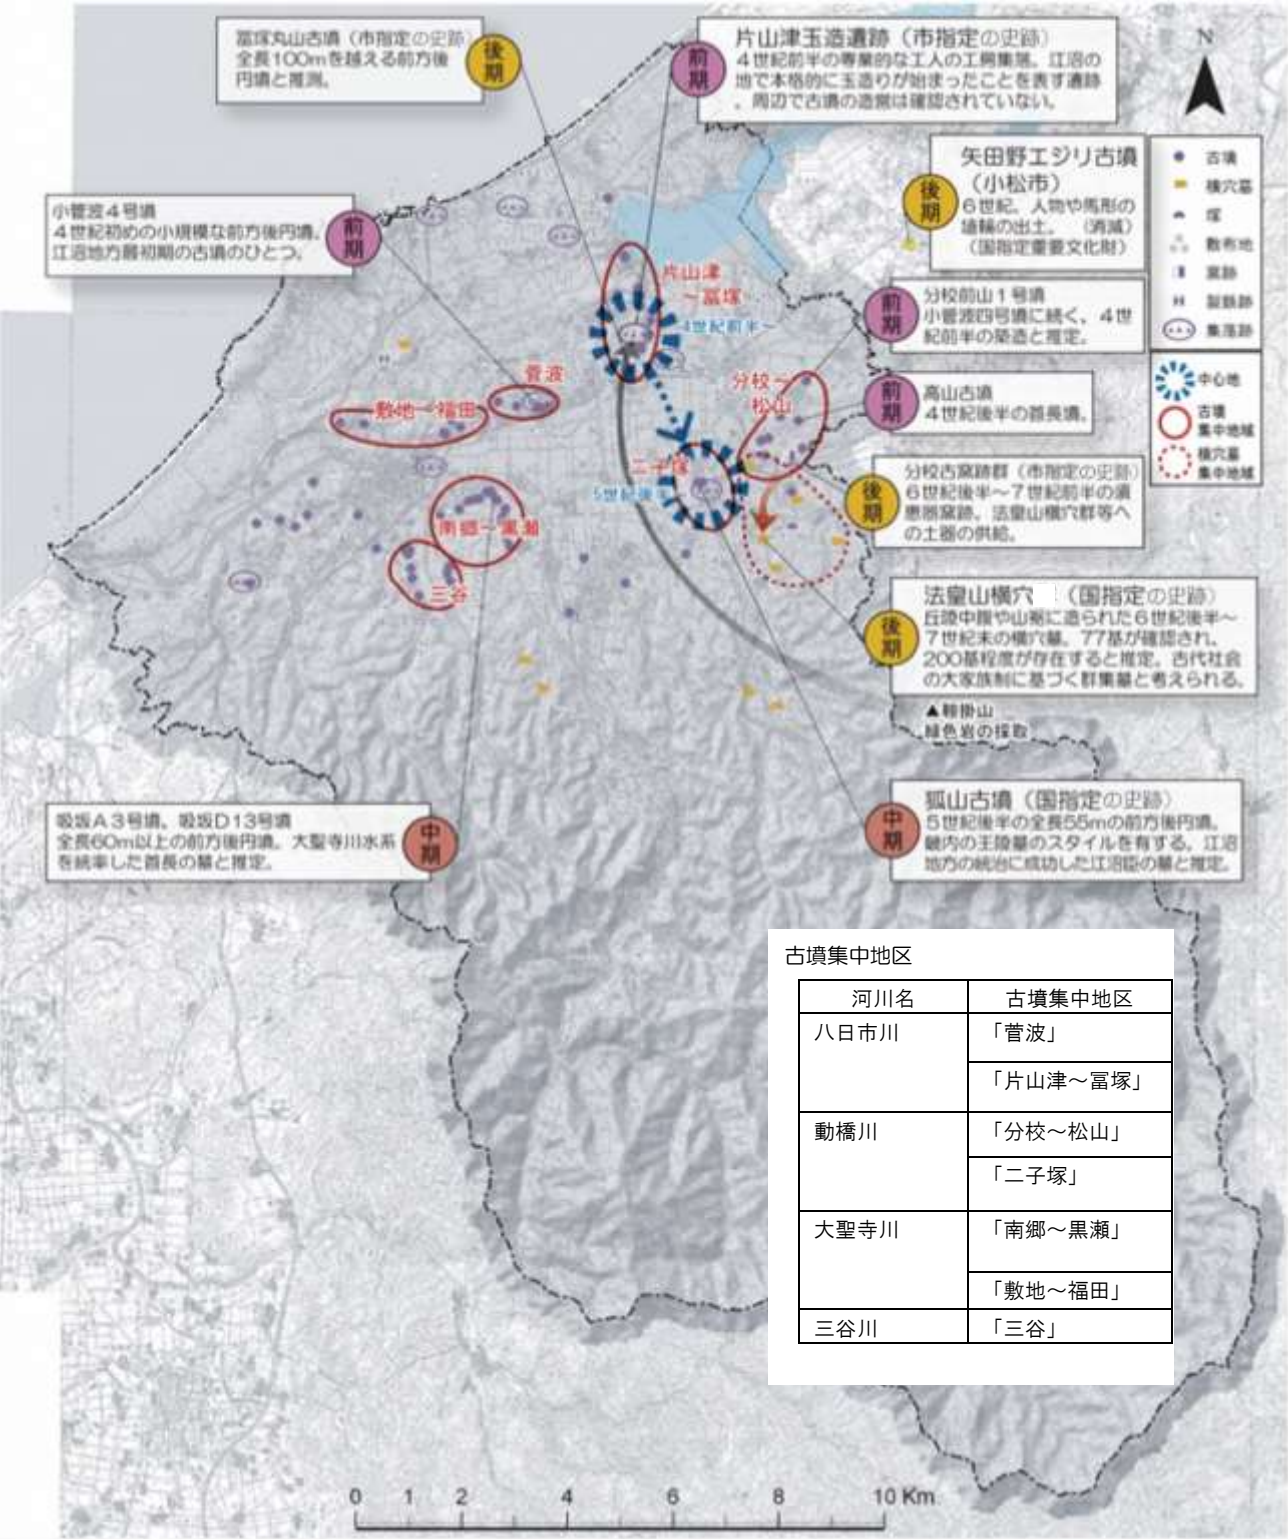 冨塚丸山古墳（市指定の史跡）
全長100mを越える前方後
円墳と推測。
後期
前期
片山津玉造遺跡（市指定の史跡）
4世紀前半の専業的な工人の工房集落。江沼の
地で本格的に玉造りが始まったことを表す遺跡
。周辺で古墳の造営は確認されていない。
N
小菅波4号墳
4世紀初めの小規模な前方後円墳。
江沼地方最初期の古墳のひとつ。
前期
後期
矢田野エジリ古墳
（小松市）
6世紀、人物や馬形の
埴輪の出土。（消滅）
（国指定重要文化財）
古墳
横穴墓
塚
散布地
窯跡
製鉄跡
集落跡
中心地
古墳
集中地域
横穴墓
集中地域
前期
分校前山1号墳
小菅波四号墳に続く、4世
紀前半の築造と推定。
前期
高山古墳
4世紀後半の首長墳。
後期
分校古窯跡群（市指定の史跡）
6世紀後半～7世紀前半の須
恵器窯跡。法皇山横穴群等へ
の土器の供給。
片山津
～冨塚
4世紀前半～
菅波
敷地～福田
分校～
松山
二子塚
5世紀後半
南郷～黒瀬
三谷
後期
法皇山横穴（国指定の史跡）
丘陵中腹や山裾に造られた6世紀後半～
7世紀末の横穴墓。77基が確認され、
200基程度が存在すると推定。古代社会
の大家族制に基づく群集墓と考えられる。
▲鞍掛山
緑色岩の採取
吸坂A3号墳、吸坂D13号墳
全長60m以上の前方後円墳。大聖寺川水系
を統率した首長の墓と推定。
中期
中期
狐山古墳（国指定の史跡）
5世紀後半の全長55mの前方後円墳。
畿内の王陵墓のスタイルを有する。江沼
地方の統治に成功した江沼臣の墓と推定。
古墳集中地区
河川名 古墳集中地区
八日市川 「菅波」
「片山津～冨塚」
動橋川 「分校～松山」
「二子塚」
大聖寺川 「南郷～黒瀬」
「敷地～福田」
三谷川 「三谷」
0 1 2 4 6 8 10 Km